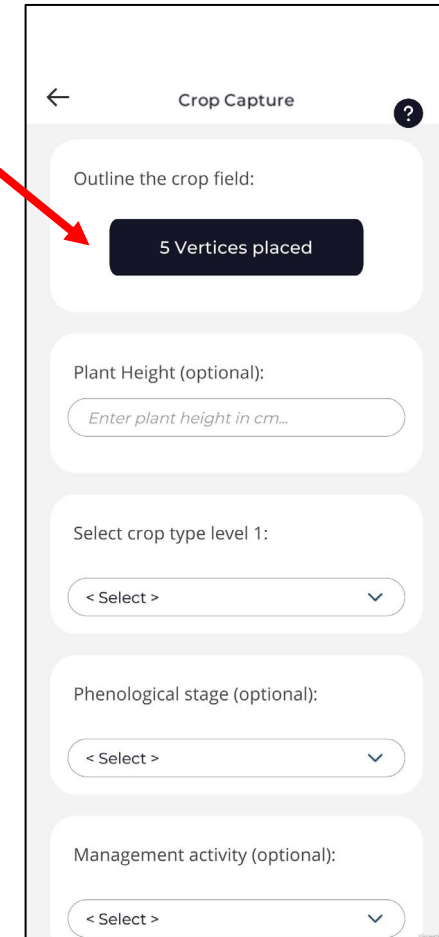 Crop Capture
?
Outline the crop field:
5 Vertices placed
Plant Height (optional):
Enter plant height in cm...
Select crop type level 1:
< Select >
Phenological stage (optional):
< Select >
Management activity (optional):
< Select >